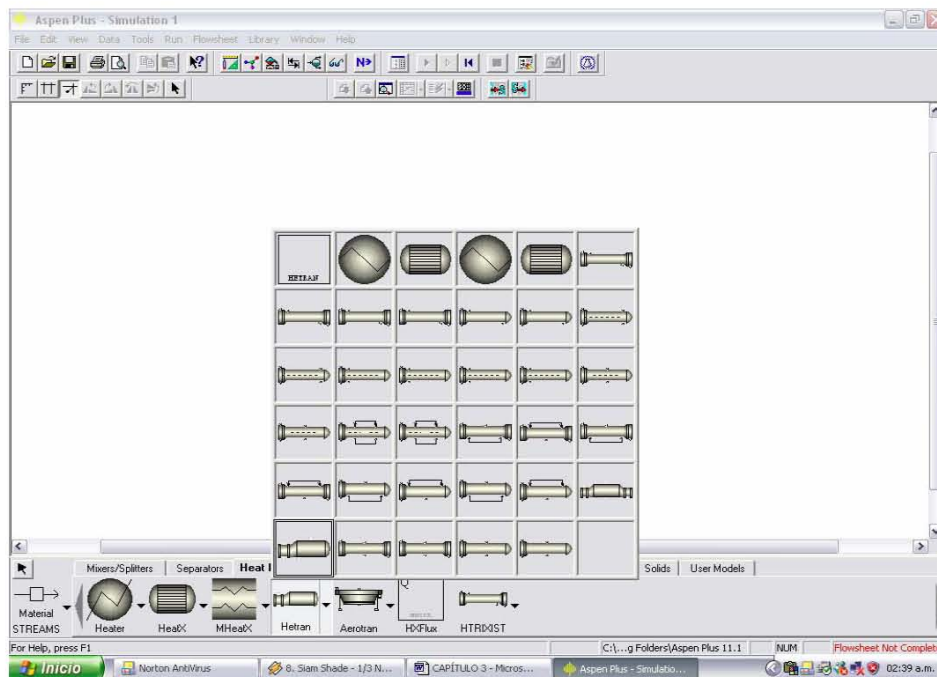 Aspen Plus - Simulation 1
File Edit View Data Tools Run Flowsheet Library Window Help
N>
HETRAN
Mixers/Splitters Separators Heat Solids User Models
Material
STREAMS
Heater HeatX MHeatX Hetran Aerotran HXFlux HTRIXIST
Q
For Help, press F1 C:\...g Folders\Aspen Plus 11.1 NUM Flowsheet Not Complet
Inicio Norton AntiVirus 8. Siam Shade - 1/3 N... CAPÍTULO 3 - Micros... Aspen Plus - Simulatio... 02:39 a.m.